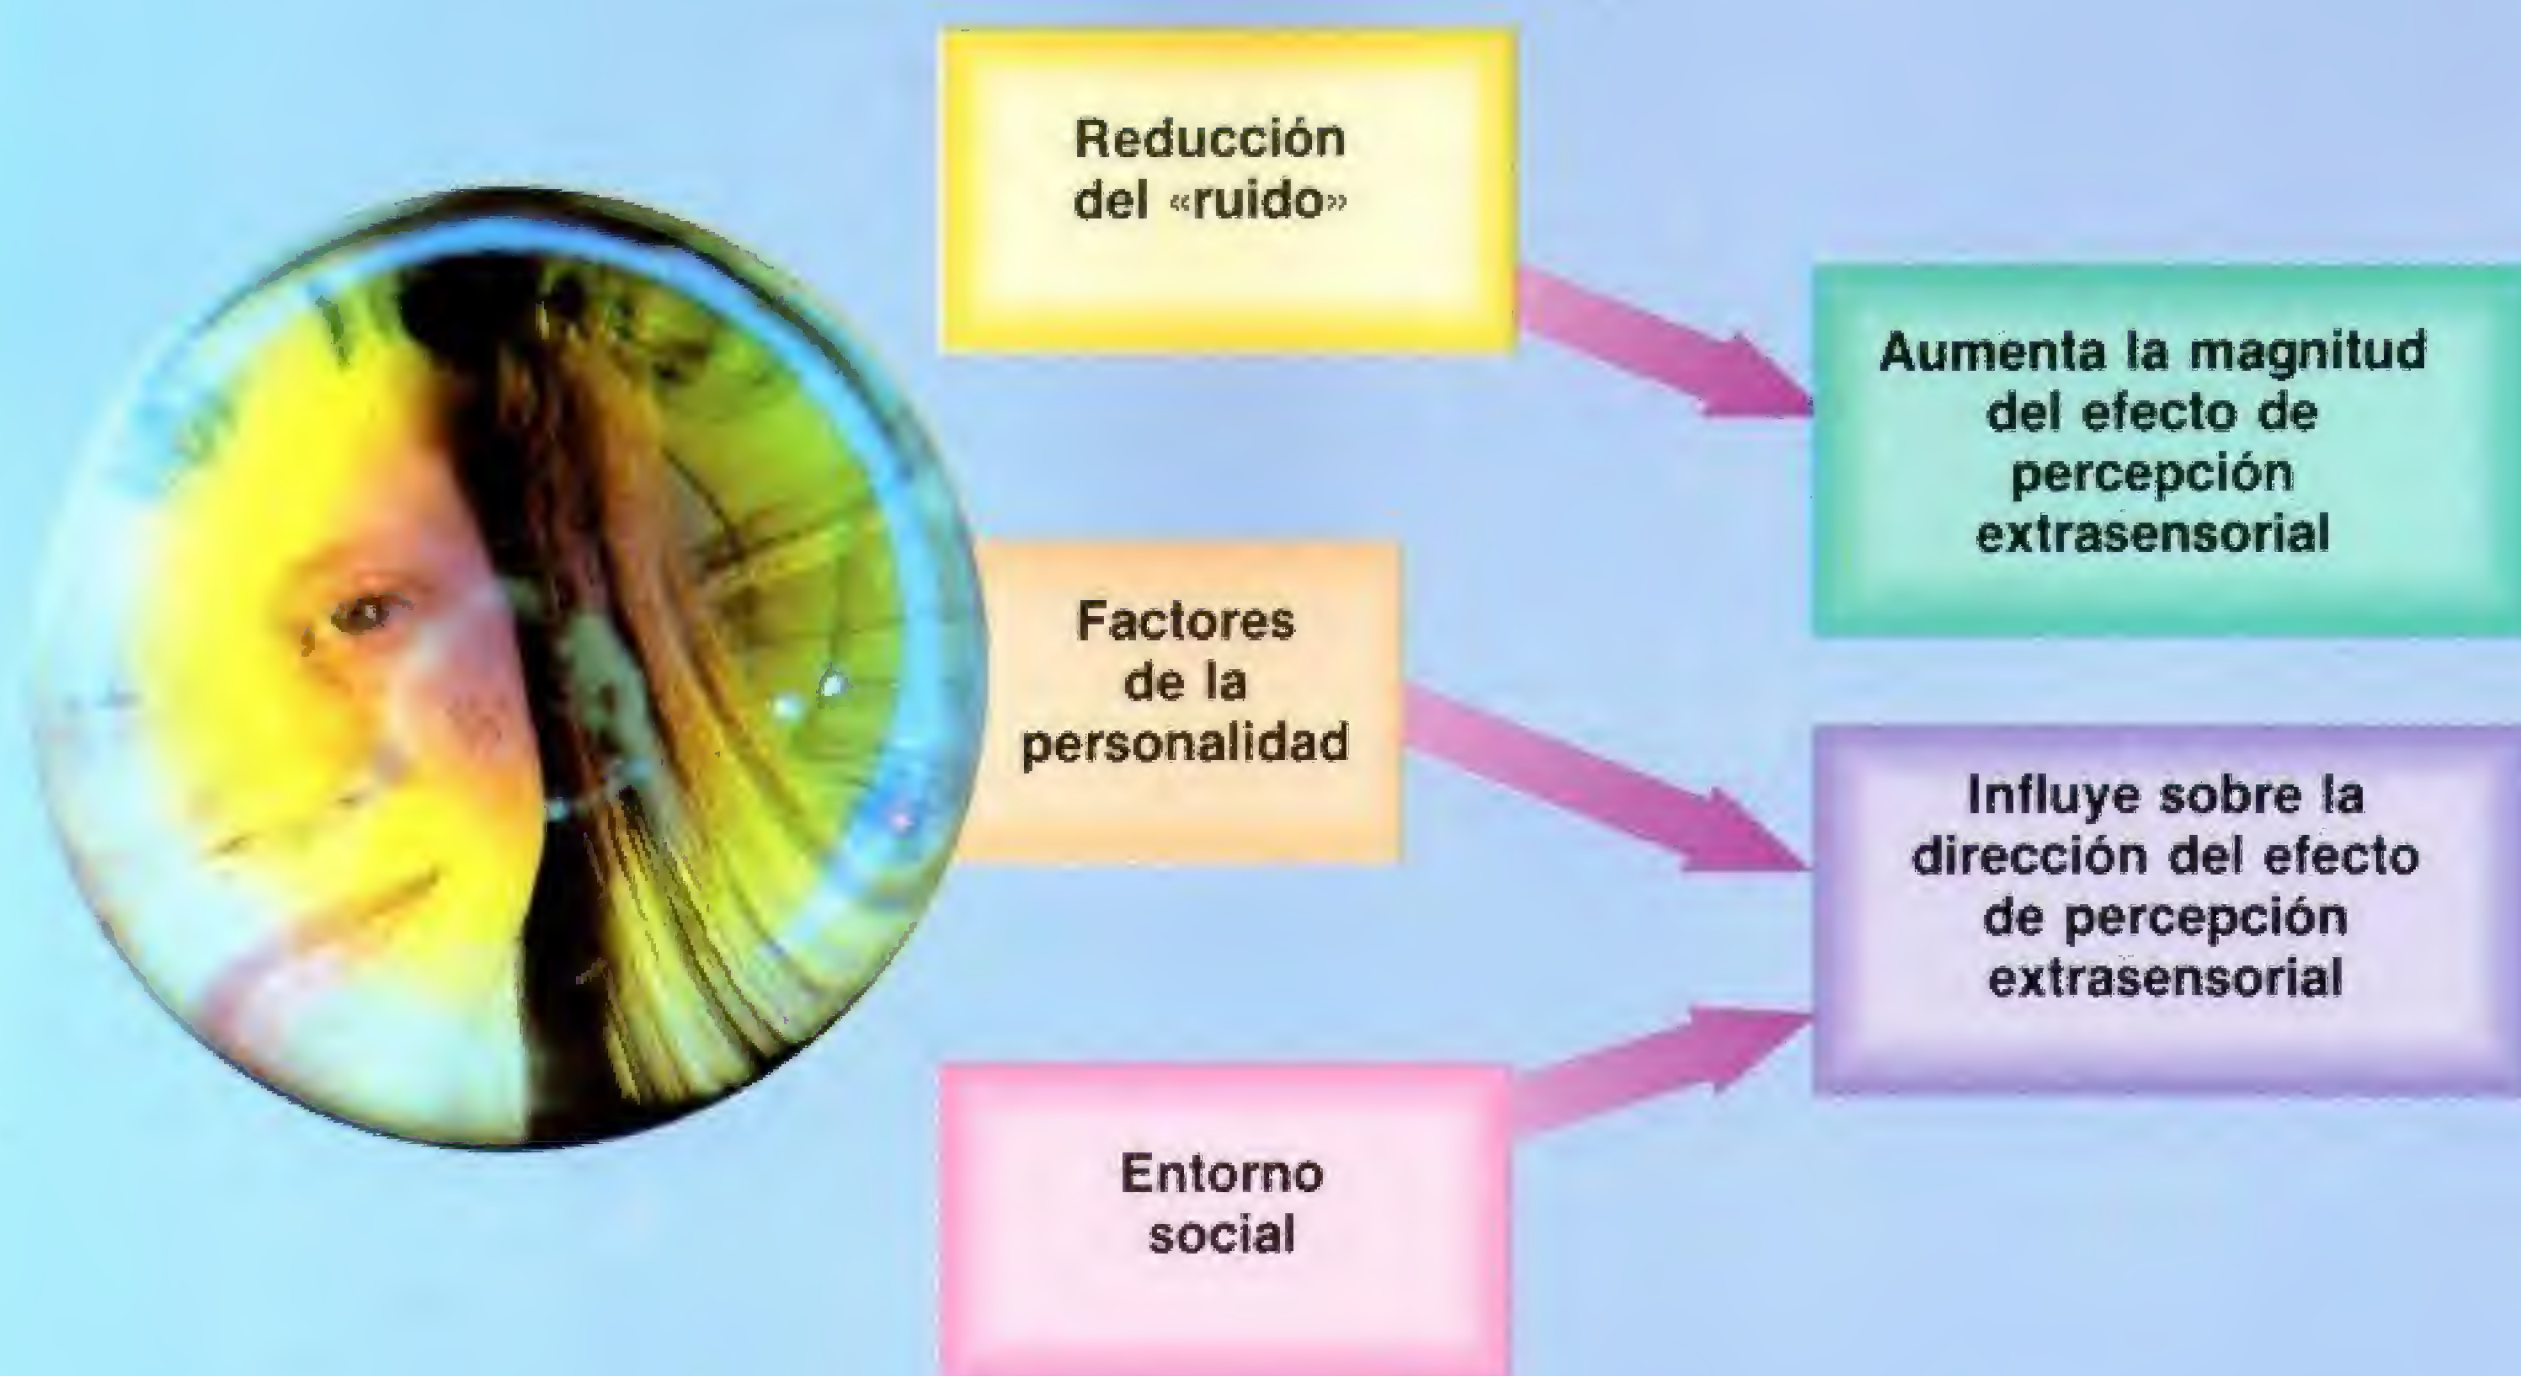 Reducción
del «ruido»
Aumenta la magnitud
del efecto de
percepción
extrasensorial
Factores
de la
personalidad
Influye sobre la
dirección del efecto
de percepción
extrasensorial
Entorno
social